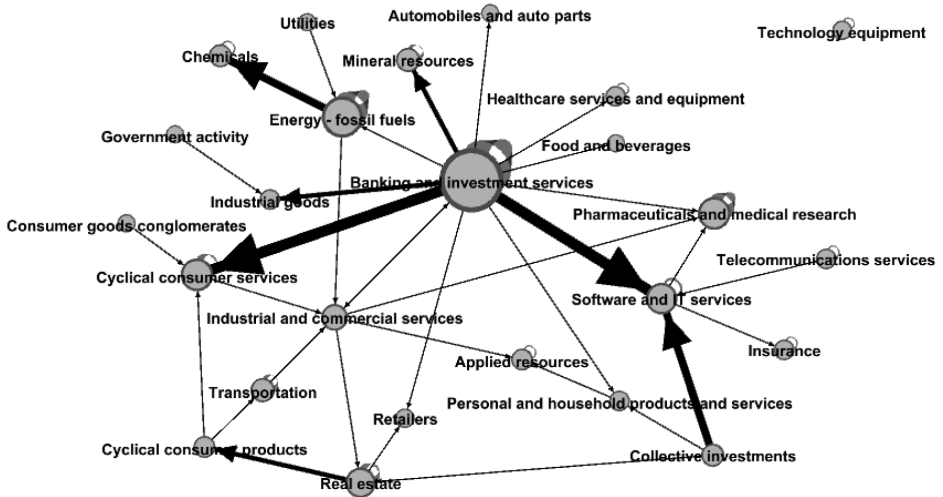 Automobiles and auto parts
Utilities
Technology equipment
Chemicals
Mineral resources
Healthcare services and equipment
Energy - fossil fuels
Government activity
Food and beverages
Banking and investment services
Industrial goods
Pharmaceuticals and medical research
Consumer goods conglomerates
Telecommunications services
Cyclical consumer services
Software and IT services
Industrial and commercial services
Insurance
Applied resources
Transportation
Personal and household products and services
Retailers
Cyclical consumer products
Collective investments
Real estate